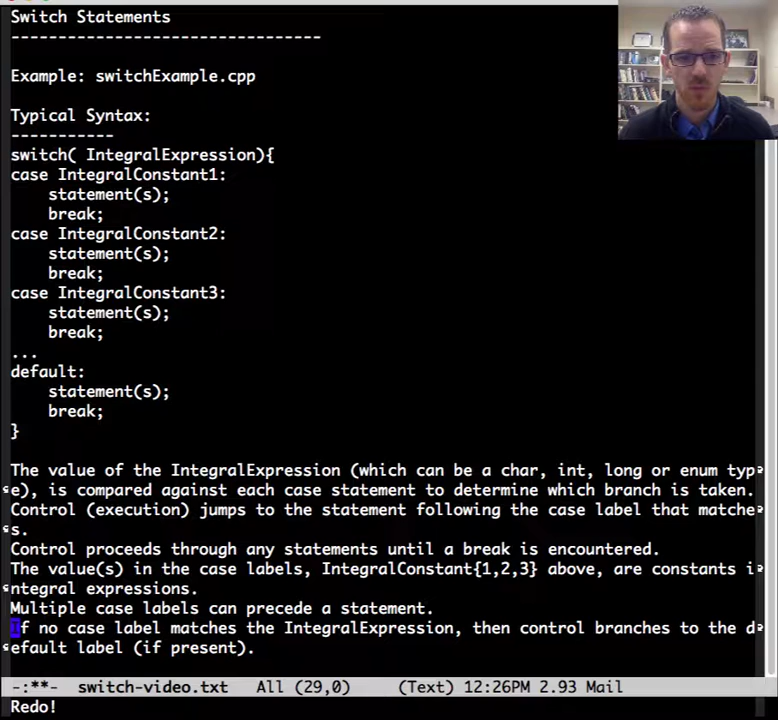 Switch Statements
---------------------------------
Example: switchExample.cpp
Typical Syntax:
-----------
switch( IntegralExpression){
case IntegralConstant1:
    statement(s);
    break;
case IntegralConstant2:
    statement(s);
    break;
case IntegralConstant3:
    statement(s);
    break;
...
default:
    statement(s);
    break;
}
The value of the IntegralExpression (which can be a char, int, long or enum typ
e), is compared against each case statement to determine which branch is taken.
Control (execution) jumps to the statement following the case label that matche
s.
Control proceeds through any statements until a break is encountered.
The value(s) in the case labels, IntegralConstant{1,2,3} above, are constants i
ntegral expressions.
Multiple case labels can precede a statement.
If no case label matches the IntegralExpression, then control branches to the d
efault label (if present).
-:**-  switch-video.txt   All (29,0)     (Text) 12:26PM 2.93 Mail
Redo!